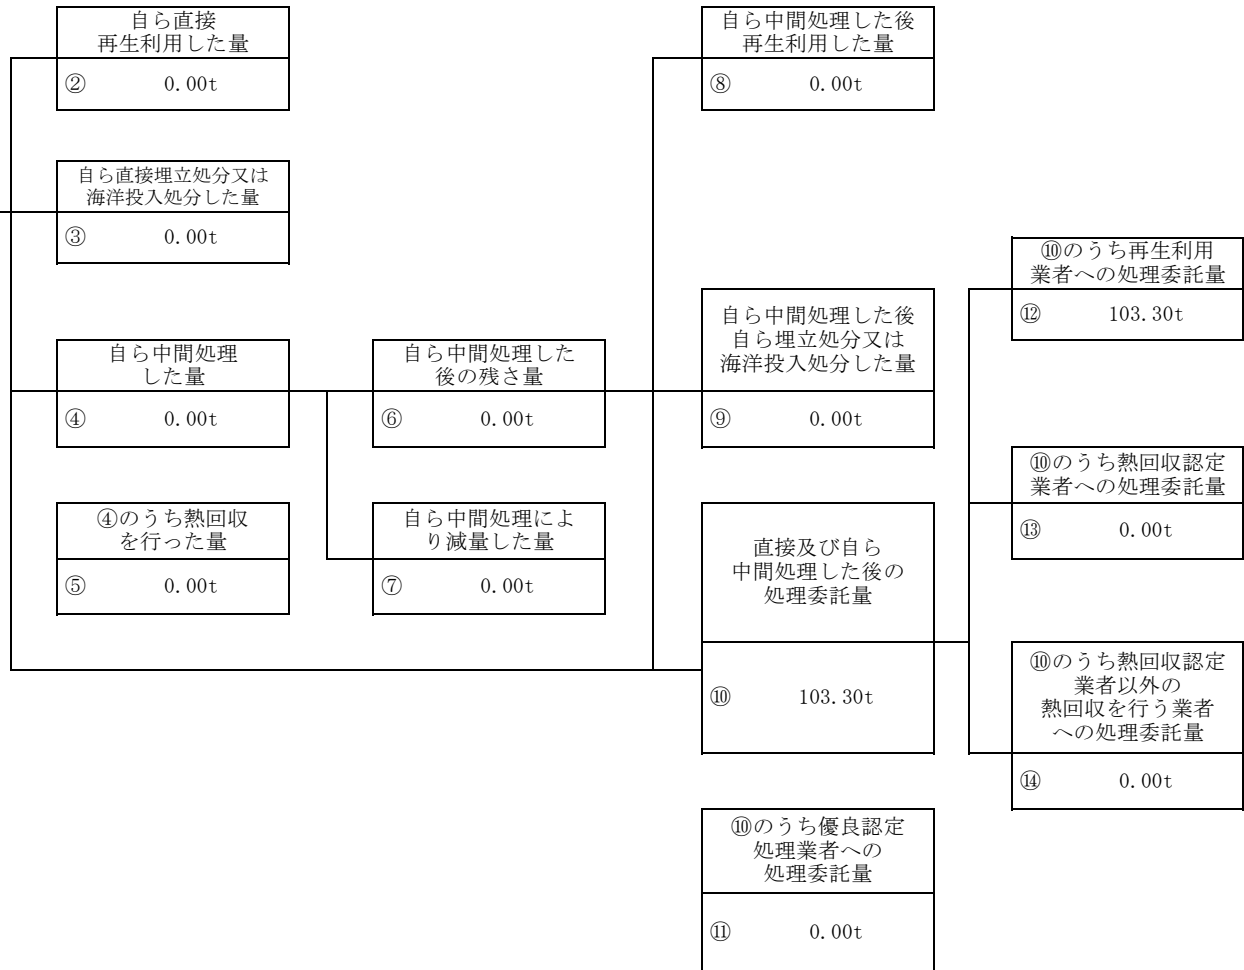 自ら直接
再生利用した量
② 0.00t
自ら直接埋立処分又は
海洋投入処分した量
③ 0.00t
自ら中間処理
した量
④ 0.00t
④のうち熱回収
を行った量
⑤ 0.00t
自ら中間処理した
後の残さ量
⑥ 0.00t
自ら中間処理によ
り減量した量
⑦ 0.00t
自ら中間処理した後
再生利用した量
⑧ 0.00t
自ら中間処理した後
自ら埋立処分又は
海洋投入処分した量
⑨ 0.00t
直接及び自ら
中間処理した後の
処理委託量
⑩ 103.30t
⑩のうち優良認定
処理業者への
処理委託量
⑪ 0.00t
⑩のうち再生利用
業者への処理委託量
⑫ 103.30t
⑩のうち熱回収認定
業者への処理委託量
⑬ 0.00t
⑩のうち熱回収認定
業者以外の
熱回収を行う業者
への処理委託量
⑭ 0.00t